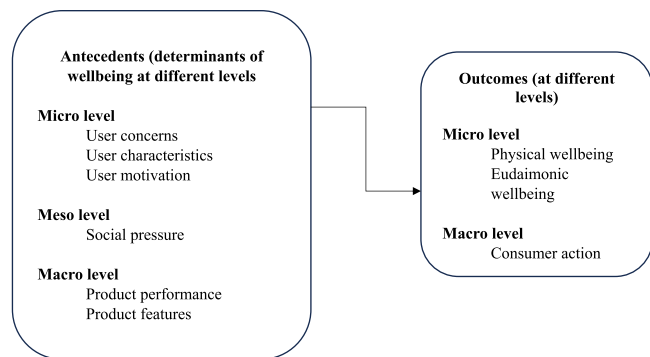 Antecedents (determinants of
wellbeing at different levels
Micro level
User concerns
User characteristics
User motivation
Meso level
Social pressure
Macro level
Product performance
Product features
Outcomes (at different
levels)
Micro level
Physical wellbeing
Eudaimonic
wellbeing
Macro level
Consumer action